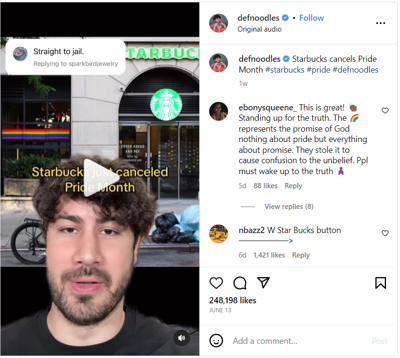 Straight to jail.
Replying to sparkbirdjewelry
STARBUCKS
Starbucks just canceled
Pride Month
defnoodles • Follow
Original audio
defnoodles Starbucks cancels Pride
Month #starbucks #pride #defnoodles
1w
ebonysqueene_ This is great! 👏🏿
Standing up for the truth. The 🌈
represents the promise of God
nothing about pride but everything
about promise. They stole it to
cause confusion to the unbelief. Ppl
must wake up to the truth 🧘🏾‍♀️
5d 88 likes Reply
View replies (8)
nbazz2 W Star Bucks button
—————>
6d 1,421 likes Reply
248,198 likes
JUNE 13
Add a comment...
Post